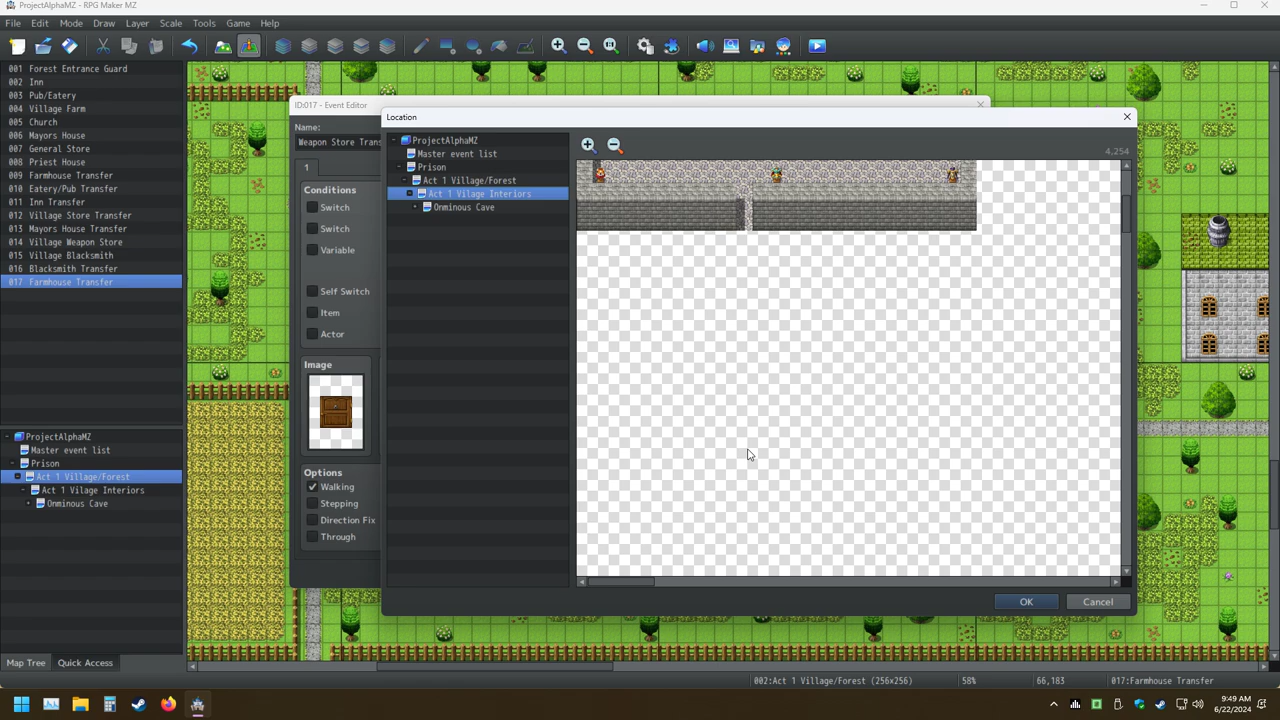 ProjectAlphaMZ - RPG Maker MZ
File Edit Mode Draw Layer Scale Tools Game Help
001 Forest Entrance Guard
002 Inn
003 Pub/Eatery
004 Village Farm
005 Church
006 Mayors House
007 General Store
008 Priest House
009 Farmhouse Transfer
010 Eatery/Pub Transfer
011 Inn Transfer
012 Village Store Transfer
013 Mayors House Transfer
014 Village Weapon Store
015 Village Blacksmith
016 Blacksmith Transfer
017 Farmhouse Transfer
ProjectAlphaMZ
Master event list
Prison
Act 1 Village/Forest
Act 1 Vilage Interiors
Onminous Cave
Map Tree Quick Access
ID:017 - Event Editor
Name:
Weapon Store Trans
1
Conditions
Switch
Switch
Variable
Self Switch
Item
Actor
Image
Options
Walking
Stepping
Direction Fix
Through
Location
ProjectAlphaMZ
Master event list
Prison
Act 1 Village/Forest
Act 1 Vilage Interiors
Onminous Cave
4,254
OK Cancel
002:Act 1 Village/Forest (256x256) 58% 66,183 017:Farmhouse Transfer
9:49 AM
6/22/2024